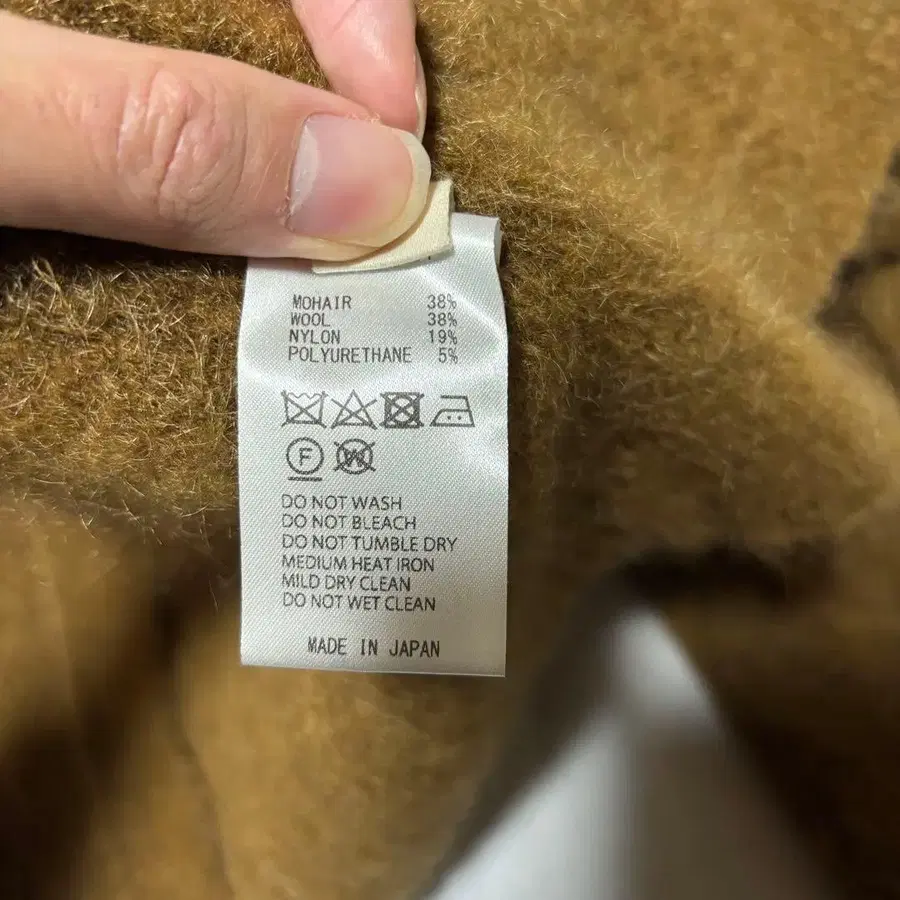 MOHAIR 38%
WOOL 38%
NYLON 19%
POLYURETHANE 5%
F W
DO NOT WASH
DO NOT BLEACH
DO NOT TUMBLE DRY
MEDIUM HEAT IRON
MILD DRY CLEAN
DO NOT WET CLEAN
MADE IN JAPAN